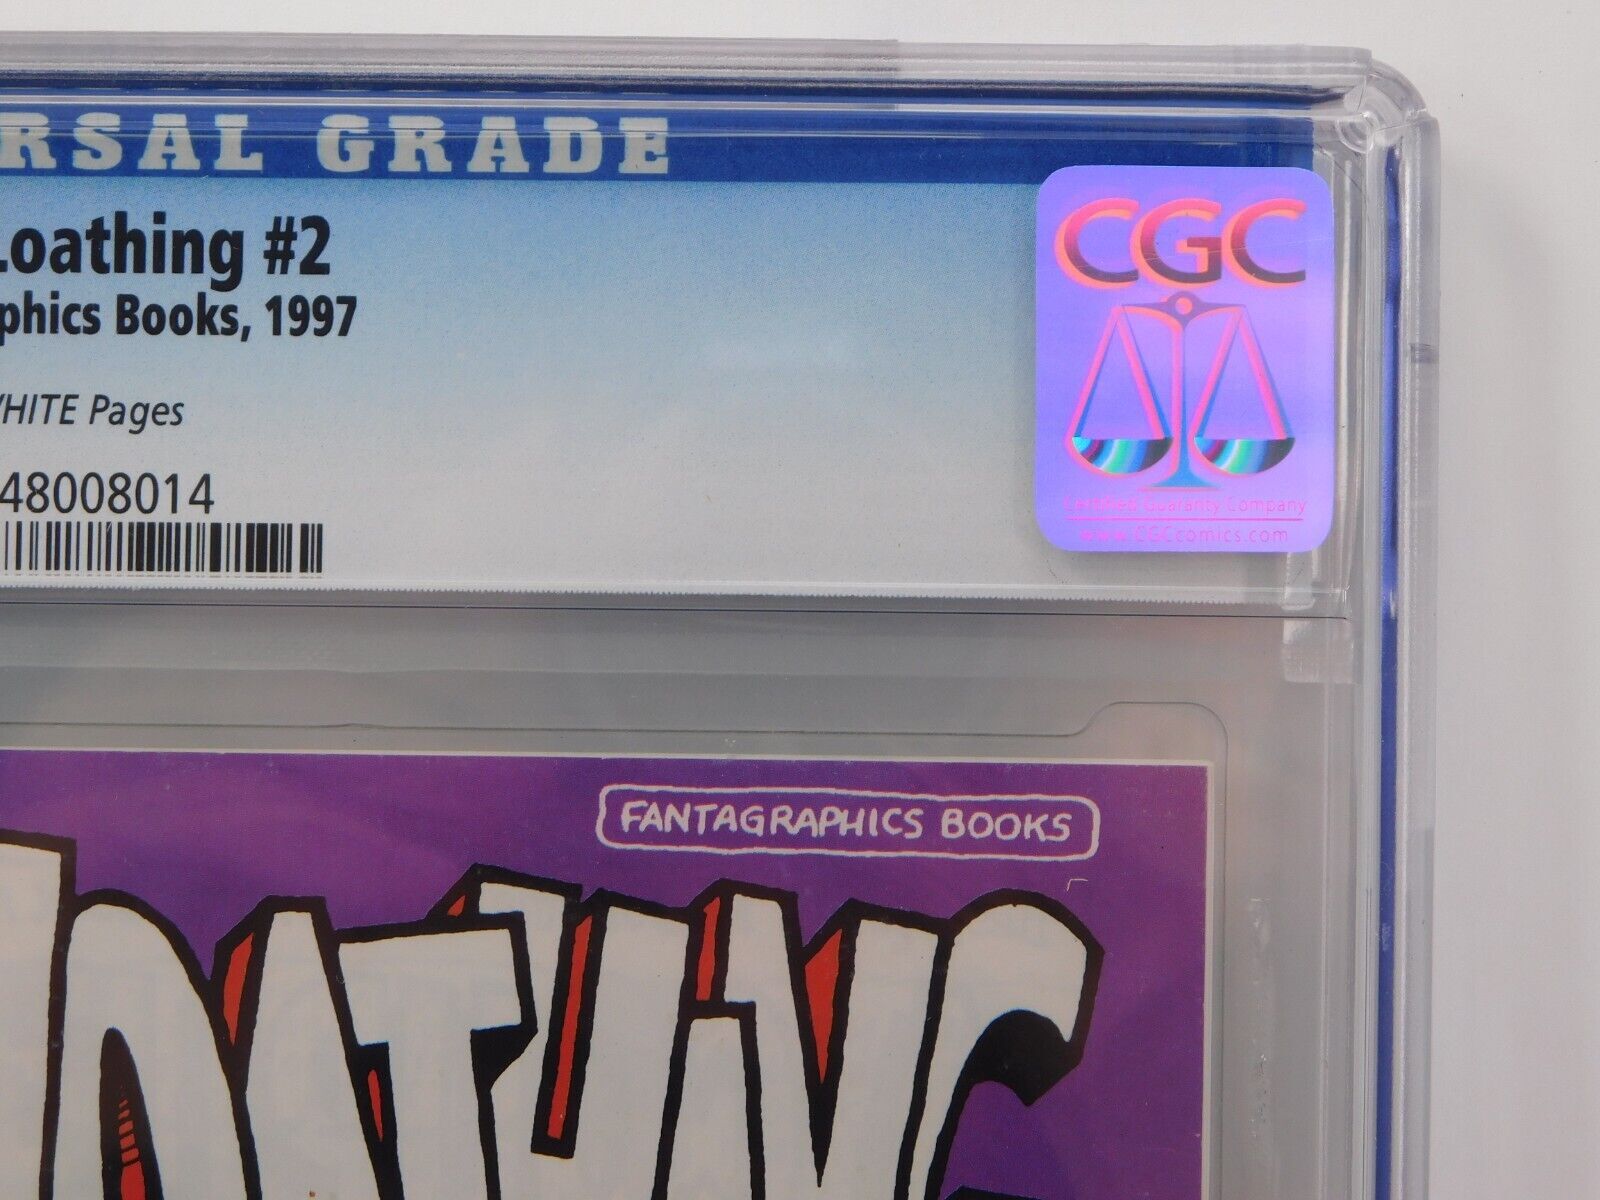 RSAL GRADE
Loathing #2
phics Books, 1997
WHITE Pages
48008014
CGC
Certified Guaranty Company
www.CGCcomics.com
FANTAGRAPHICS BOOKS
LOATHING